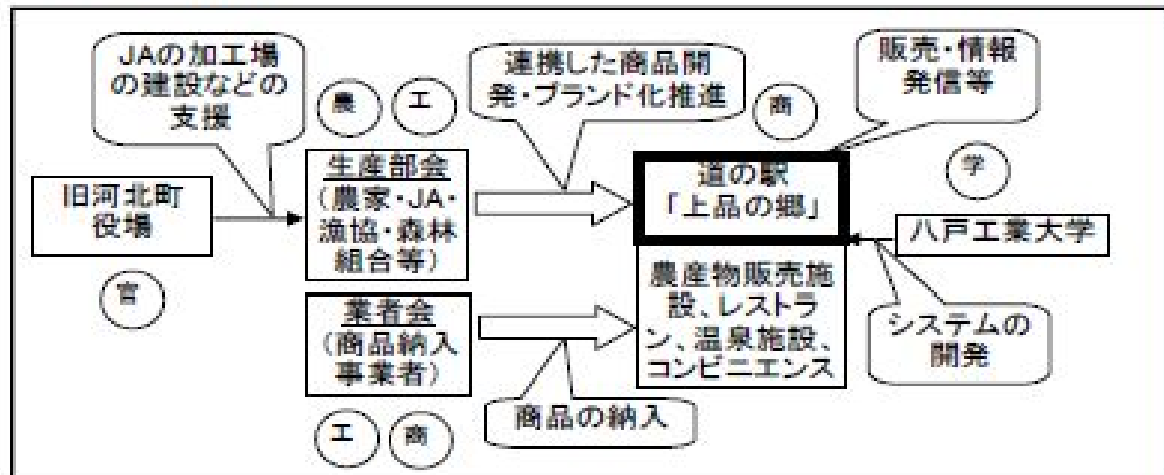 JAの加工場
の建設などの
支援
農
工
連携した商品開
発・ブランド化推進
商
販売・情報
発信等
学
旧河北町
役場
官
生産部会
(農家・JA・
漁協・森林
組合等)
道の駅
「上品の郷」
八戸工業大学
業者会
(商品納入
事業者)
工
商
商品の納入
農産物販売施
設、レストラ
ン、温泉施設、
コンビニエンス
システムの
開発